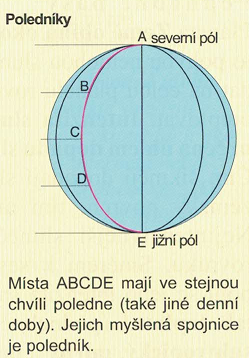 Poledníky
A severní pól
B
C
D
E jižní pól
Místa ABCDE mají ve stejnou
chvíli poledne (také jiné denní
doby). Jejich myšlená spojnice
je poledník.